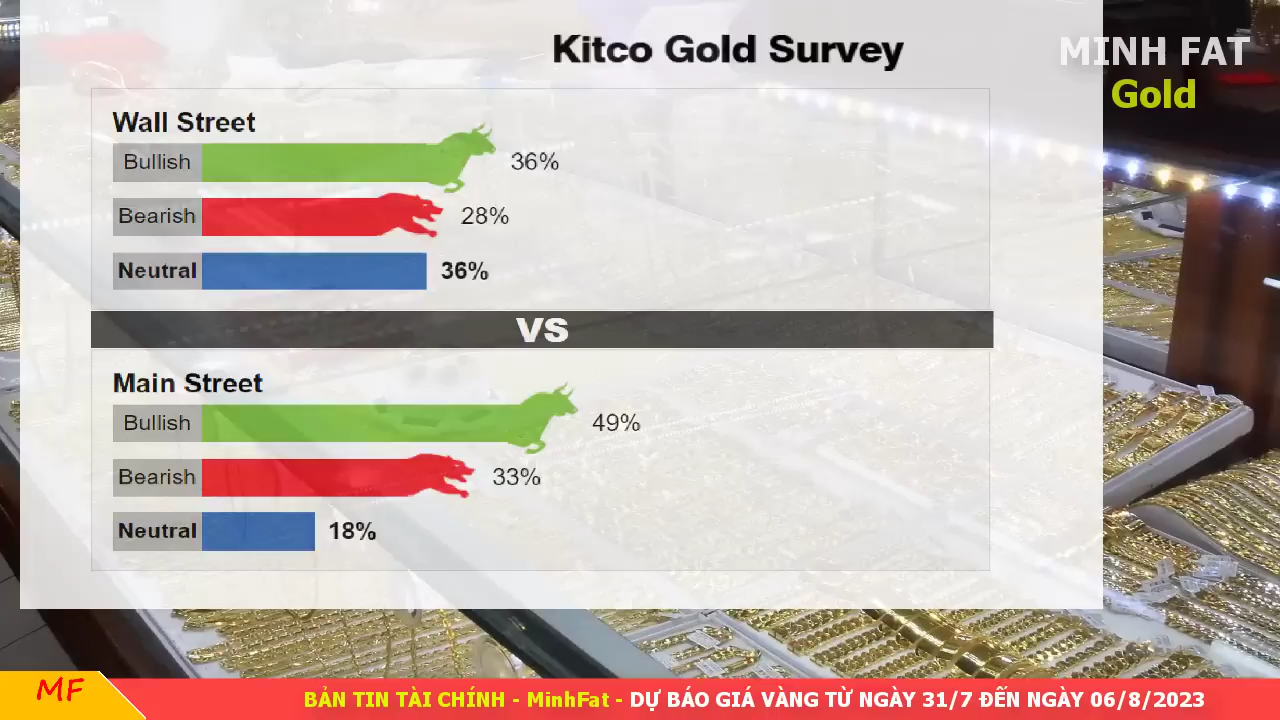 Kitco Gold Survey
MINH FAT
Gold
Wall Street
Bullish 36%
Bearish 28%
Neutral 36%
VS
Main Street
Bullish 49%
Bearish 33%
Neutral 18%
MF
BẢN TIN TÀI CHÍNH - MinhFat - DỰ BÁO GIÁ VÀNG TỪ NGÀY 31/7 ĐẾN NGÀY 06/8/2023